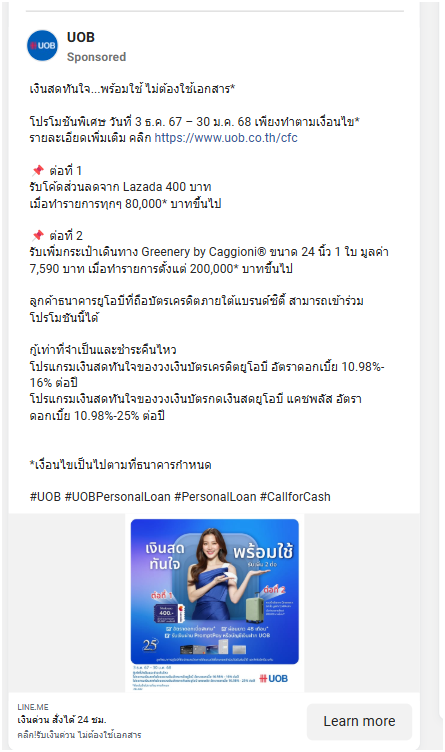 UOB
UOB
Sponsored
เงินสดทันใจ...พร้อมใช้ ไม่ต้องใช้เอกสาร*
โปรโมชันพิเศษ วันที่ 3 ธ.ค. 67 – 30 ม.ค. 68 เพียงทำตามเงื่อนไข*
รายละเอียดเพิ่มเติม คลิก https://www.uob.co.th/cfc
📌 ต่อที่ 1
รับโค้ดส่วนลดจาก Lazada 400 บาท
เมื่อทำรายการทุกๆ 80,000* บาทขึ้นไป
📌 ต่อที่ 2
รับเพิ่มกระเป๋าเดินทาง Greenery by Caggioni® ขนาด 24 นิ้ว 1 ใบ มูลค่า
7,590 บาท เมื่อทำรายการตั้งแต่ 200,000* บาทขึ้นไป
ลูกค้าธนาคารยูโอบีที่ถือบัตรเครดิตภายใต้แบรนด์ซิตี้ สามารถเข้าร่วม
โปรโมชันนี้ได้
กู้เท่าที่จำเป็นและชำระคืนไหว
โปรแกรมเงินสดทันใจของวงเงินบัตรเครดิตยูโอบี อัตราดอกเบี้ย 10.98%-
16% ต่อปี
โปรแกรมเงินสดทันใจของวงเงินบัตรกดเงินสดยูโอบี แคชพลัส อัตรา
ดอกเบี้ย 10.98%-25% ต่อปี
*เงื่อนไขเป็นไปตามที่ธนาคารกำหนด
#UOB #UOBPersonalLoan #PersonalLoan #CallforCash
เงินสด พร้อมใช้
ทันใจ รับเพิ่ม 2 ต่อ
ต่อที่ 1
400.-
25
UOB
LINE.ME
เงินด่วน สั่งได้ 24 ชม.
คลิก!รับเงินด่วน ไม่ต้องใช้เอกสาร
Learn more